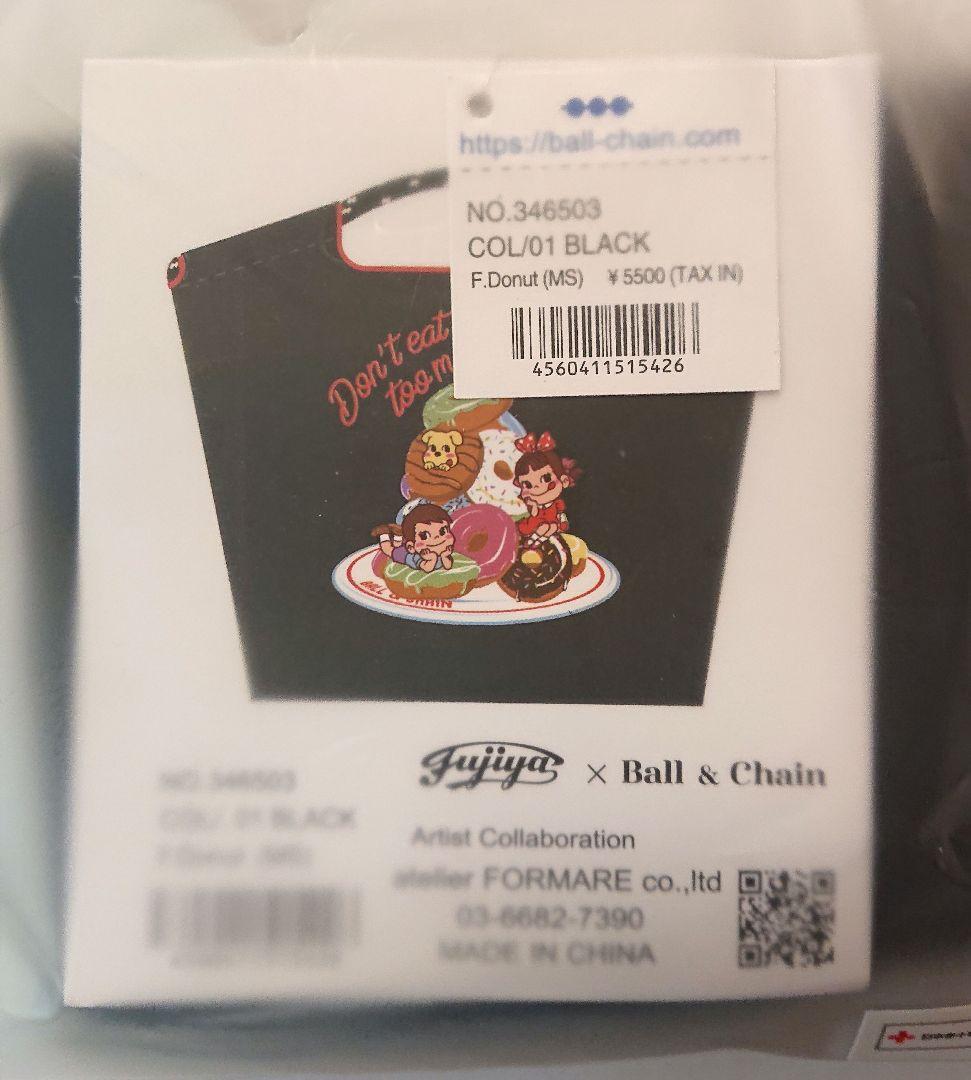 https://ball-chain.com
NO.346503
COL/01 BLACK
F.Donut (MS) ¥5500 (TAX IN)
4560411515426
Don't eat
too m
BALL & CHAIN
Fujiya × Ball & Chain
NO.346503
COL/ 01 BLACK
F.Donut (MS)
Artist Collaboration
atelier FORMARE co.,ltd
03-6682-7390
MADE IN CHINA